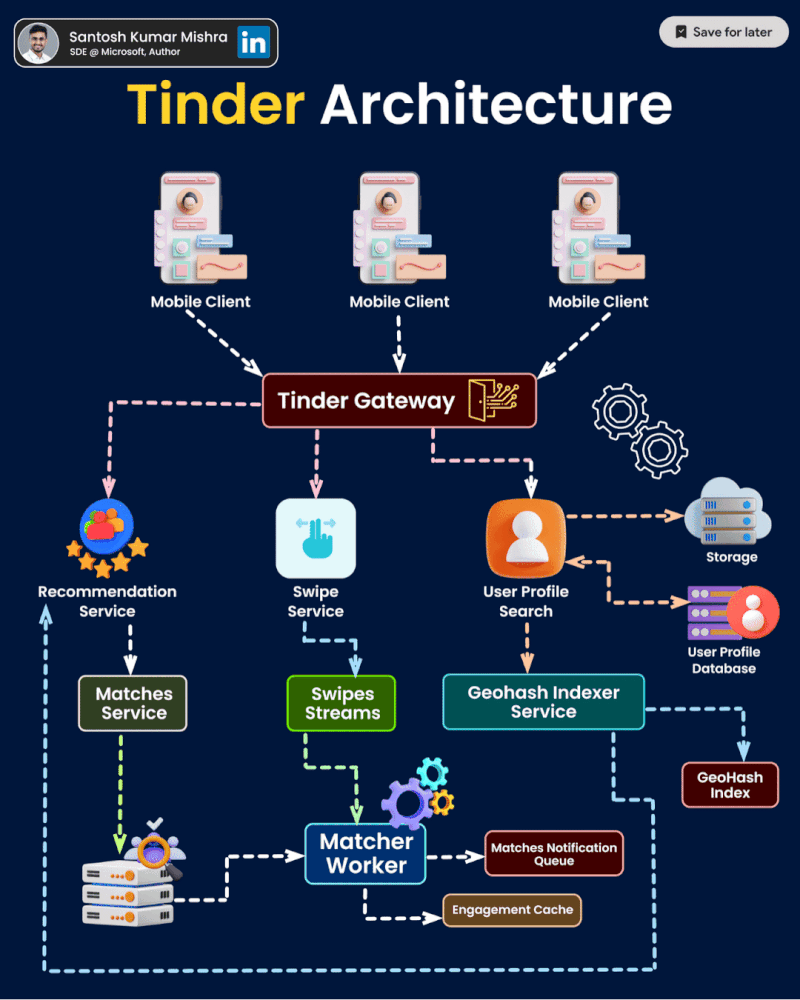 Santosh Kumar Mishra
SDE @ Microsoft, Author
in
Save for later
Tinder Architecture
Mobile Client
Mobile Client
Mobile Client
Tinder Gateway
Storage
Recommendation
Service
Swipe
Service
User Profile
Search
User Profile
Database
Matches
Service
Swipes
Streams
Geohash Indexer
Service
GeoHash
Index
Matcher
Worker
Matches Notification
Queue
Engagement Cache